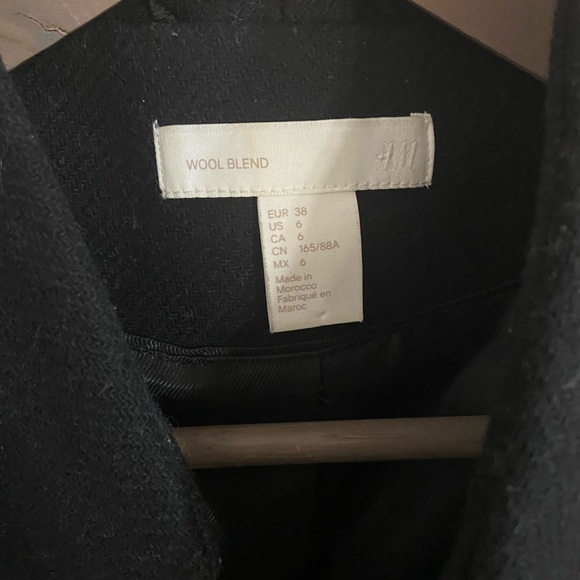 WOOL BLEND H&M
EUR 38
US 6
CA 6
CN 165/88A
MX 6
Made in
Morocco
Fabriqué en
Maroc